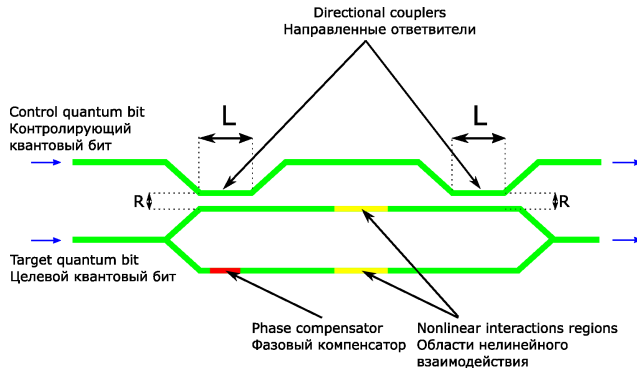 Directional couplers
Направленные ответвители
Control quantum bit
Контролирующий
квантовый бит
L
L
R
R
Target quantum bit
Целевой квантовый бит
Phase compensator
Фазовый компенсатор
Nonlinear interactions regions
Области нелинейного
взаимодействия